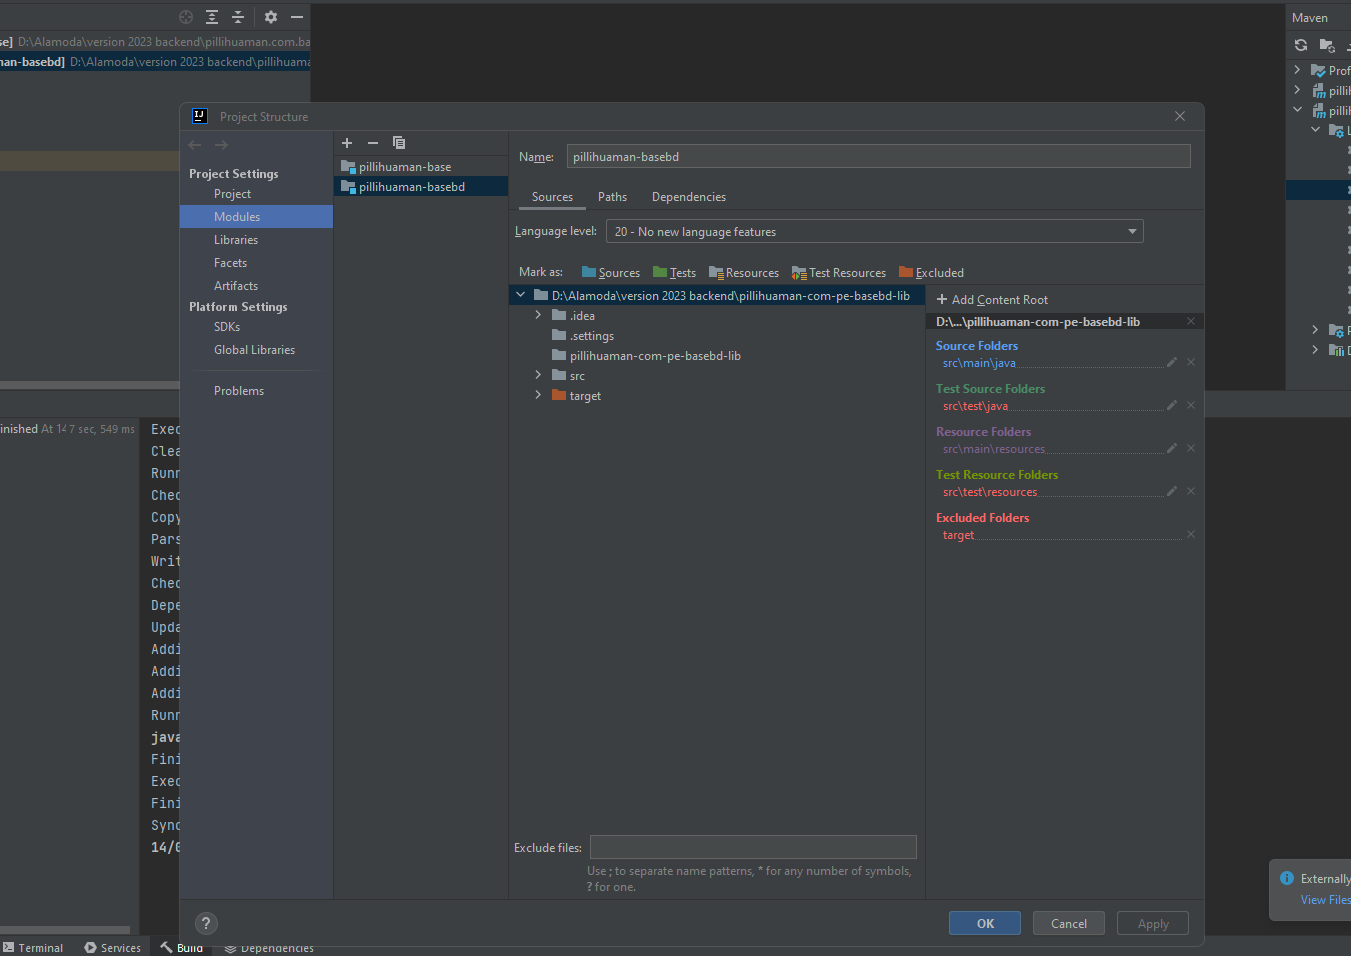 Maven
se] D:\Alamoda\version 2023 backend\pillihuaman.com.ba
man-basebd] D:\Alamoda\version 2023 backend\pillihuama
Project Structure
Project Settings
Project
Modules
Libraries
Facets
Artifacts
Platform Settings
SDKs
Global Libraries
Problems
pillihuaman-base
pillihuaman-basebd
Name: pillihuaman-basebd
Sources Paths Dependencies
Language level: 20 - No new language features
Mark as: Sources Tests Resources Test Resources Excluded
D:\Alamoda\version 2023 backend\pillihuaman-com-pe-basebd-lib
.idea
.settings
pillihuaman-com-pe-basebd-lib
src
target
Exclude files:
Use ; to separate name patterns, * for any number of symbols,
? for one.
+ Add Content Root
D:\...\pillihuaman-com-pe-basebd-lib
Source Folders
src\main\java
Test Source Folders
src\test\java
Resource Folders
src\main\resources
Test Resource Folders
src\test\resources
Excluded Folders
target
OK Cancel Apply
Prof
pilli
pilli
L
D
inished At 14 7 sec, 549 ms
Exec
Clea
Runn
Chec
Copy
Pars
Writ
Chec
Depe
Upda
Addi
Addi
Addi
Runn
java
Fini
Exec
Fini
Sync
14/0
Externally
View Files
Terminal Services Build Dependencies